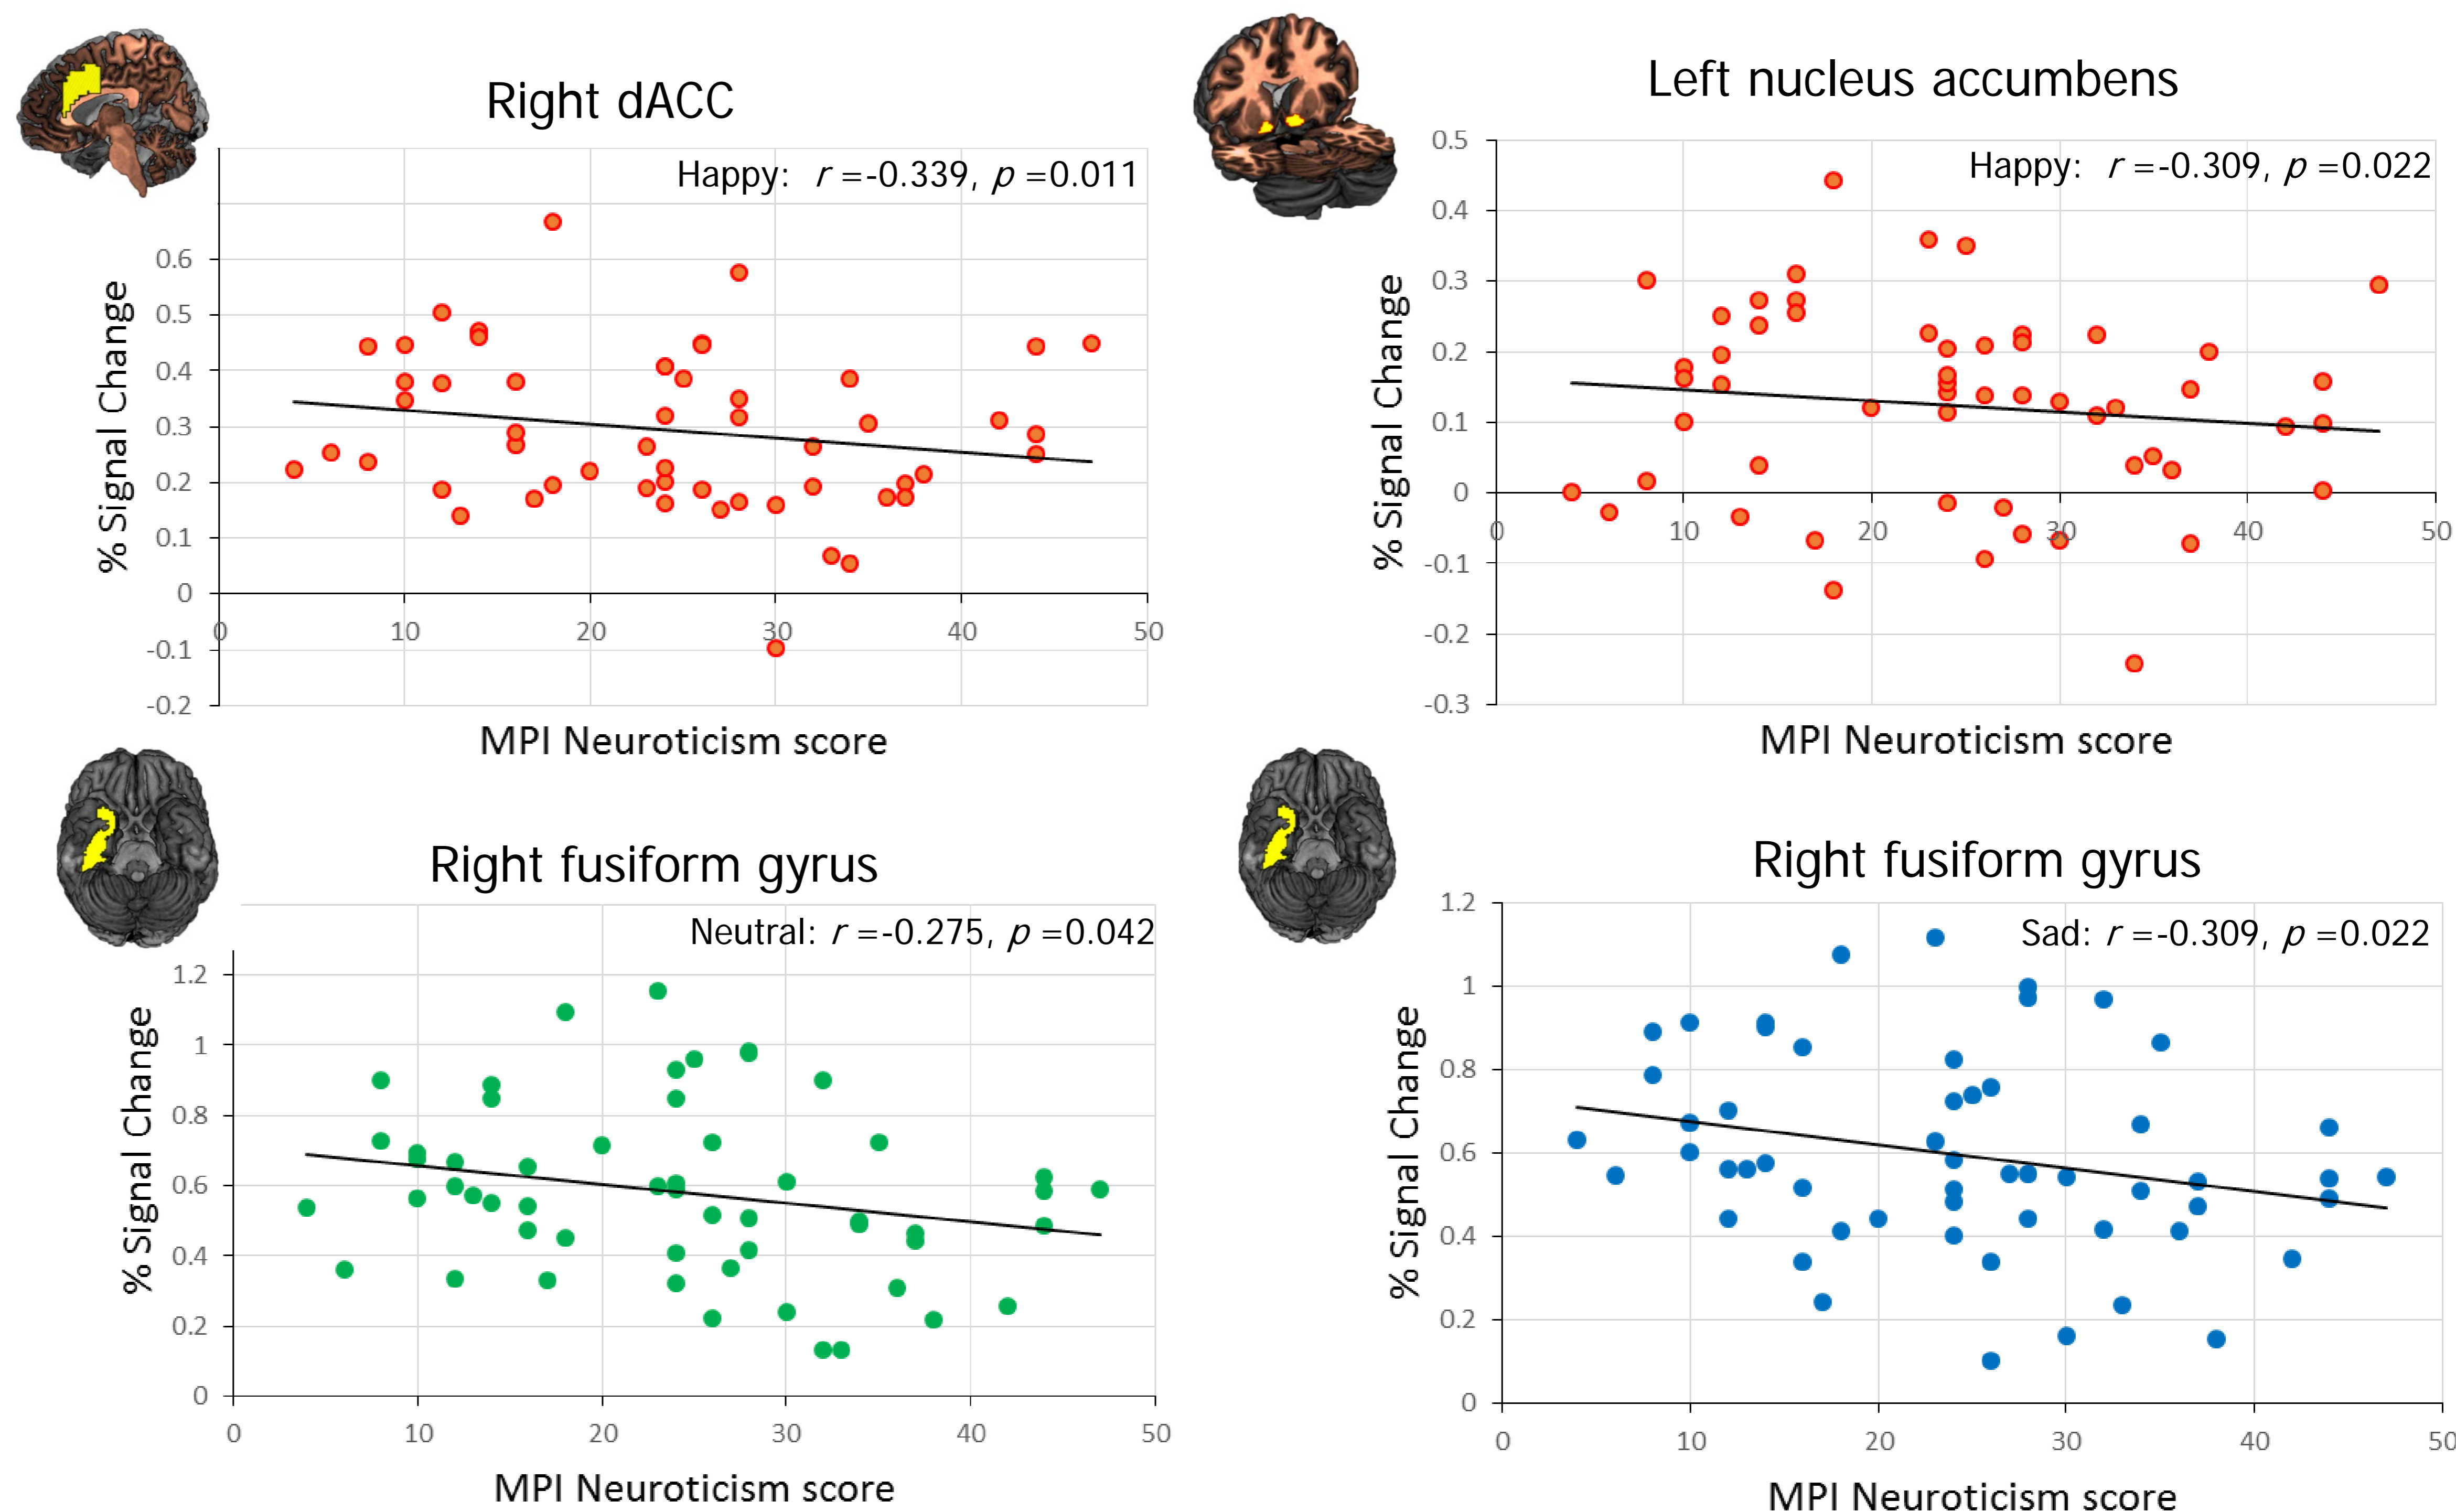 Right dACC
Happy: r =-0.339, p =0.011
% Signal Change
0.6
0.5
0.4
0.3
0.2
0.1
0
-0.1
-0.2
0 10 20 30 40 50
MPI Neuroticism score
Left nucleus accumbens
Happy: r =-0.309, p =0.022
% Signal Change
0.5
0.4
0.3
0.2
0.1
0
-0.1
-0.2
-0.3
0 10 20 30 40 50
MPI Neuroticism score
Right fusiform gyrus
Neutral: r =-0.275, p =0.042
% Signal Change
1.2
1
0.8
0.6
0.4
0.2
0
0 10 20 30 40 50
MPI Neuroticism score
Right fusiform gyrus
Sad: r =-0.309, p =0.022
% Signal Change
1.2
1
0.8
0.6
0.4
0.2
0
0 10 20 30 40 50
MPI Neuroticism score